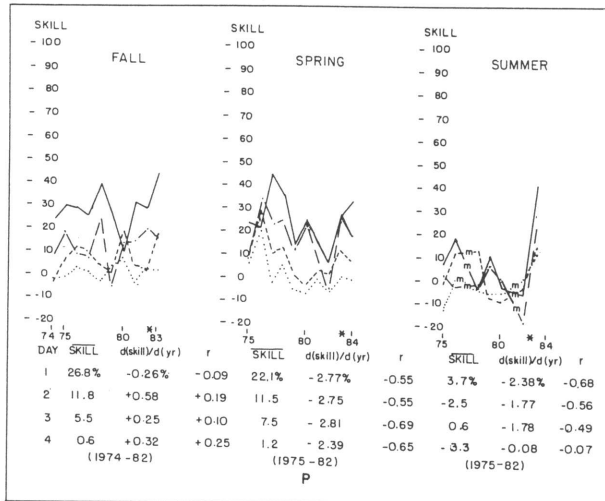 SKILL SKILL SKILL
- 100 - 100 - 100
- 90 - 90 - 90
FALL SPRING SUMMER
- 80 - 80 - 80
- 70 - 70 - 70
- 60 - 60 - 60
- 50 - 50 - 50
- 40 - 40 - 40
- 30 - 30 - 30
- 20 - 20 - 20
- 10 - 10 - 10 m m m
- 0 - 0 - 0 m m m
- -10 - -10 - -10 m m
- -20 - -20 - -20
74 75 80 * 83 75 80 * 84 75 80 * 84
DAY SKILL d(skill)/d(yr) r SKILL d(skill)/d(yr) r SKILL d(skill)/d(yr) r
1 26.8% -0.26% -0.09 22.1% -2.77% -0.55 3.7% -2.38% -0.68
2 11.8 +0.58 +0.19 11.5 -2.75 -0.55 -2.5 -1.77 -0.56
3 5.5 +0.25 +0.10 7.5 -2.81 -0.69 0.6 -1.78 -0.49
4 0.6 +0.32 +0.25 1.2 -2.39 -0.65 -3.3 -0.08 -0.07
(1974-82) (1975-82) (1975-82)
P